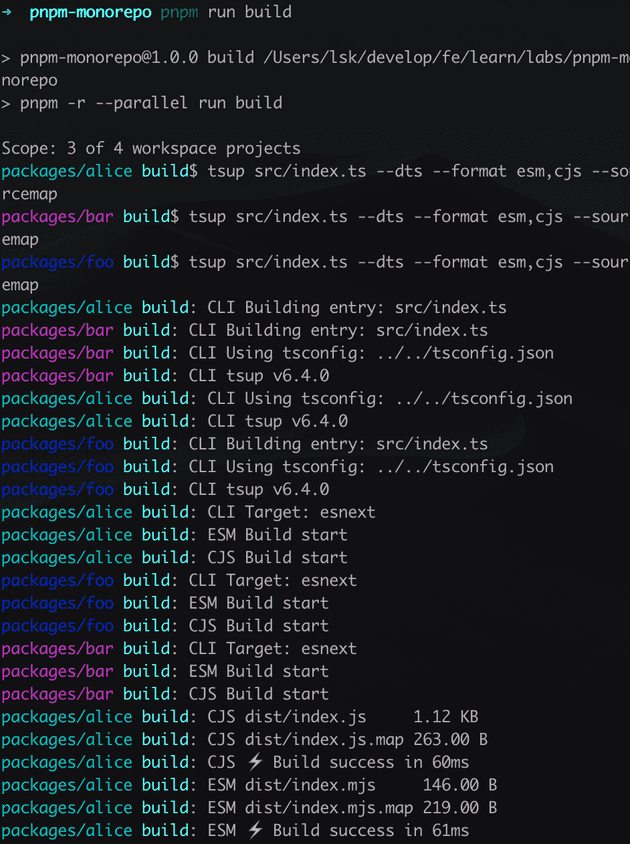 → pnpm-monorepo pnpm run build
> pnpm-monorepo@1.0.0 build /Users/lsk/develop/fe/learn/labs/pnpm-m
norepo
> pnpm -r --parallel run build
Scope: 3 of 4 workspace projects
packages/alice build$ tsup src/index.ts --dts --format esm,cjs --so
rcemap
packages/bar build$ tsup src/index.ts --dts --format esm,cjs --sour
emap
packages/foo build$ tsup src/index.ts --dts --format esm,cjs --sour
emap
packages/alice build: CLI Building entry: src/index.ts
packages/bar build: CLI Building entry: src/index.ts
packages/bar build: CLI Using tsconfig: ../../tsconfig.json
packages/bar build: CLI tsup v6.4.0
packages/alice build: CLI Using tsconfig: ../../tsconfig.json
packages/alice build: CLI tsup v6.4.0
packages/foo build: CLI Building entry: src/index.ts
packages/foo build: CLI Using tsconfig: ../../tsconfig.json
packages/foo build: CLI tsup v6.4.0
packages/alice build: CLI Target: esnext
packages/alice build: ESM Build start
packages/alice build: CJS Build start
packages/foo build: CLI Target: esnext
packages/foo build: ESM Build start
packages/foo build: CJS Build start
packages/bar build: CLI Target: esnext
packages/bar build: ESM Build start
packages/bar build: CJS Build start
packages/alice build: CJS dist/index.js     1.12 KB
packages/alice build: CJS dist/index.js.map 263.00 B
packages/alice build: CJS ⚡ Build success in 60ms
packages/alice build: ESM dist/index.mjs     146.00 B
packages/alice build: ESM dist/index.mjs.map 219.00 B
packages/alice build: ESM ⚡ Build success in 61ms